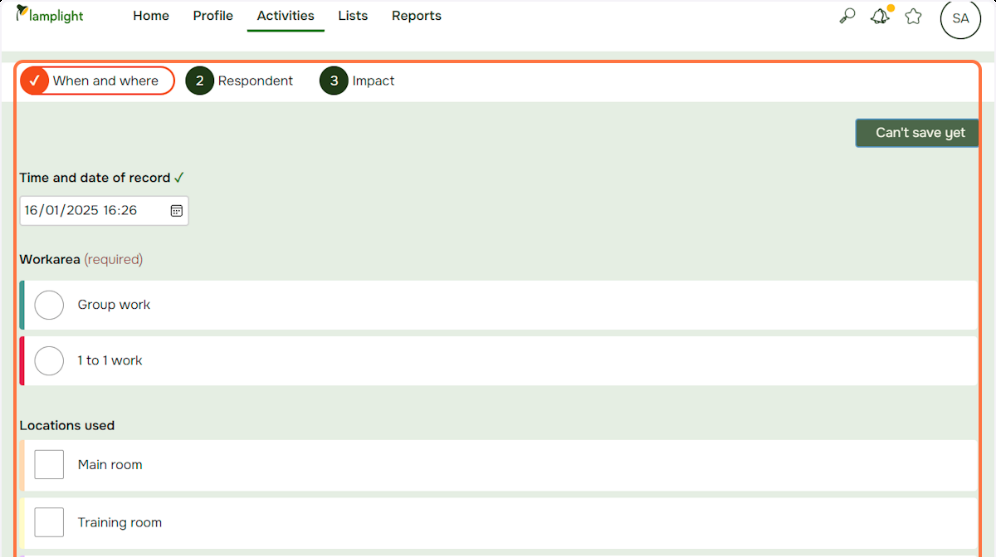 lamplight Home Profile Activities Lists Reports SA
✓ When and where 2 Respondent 3 Impact
Can't save yet
Time and date of record ✓
16/01/2025 16:26
Workarea (required)
Group work
1 to 1 work
Locations used
Main room
Training room